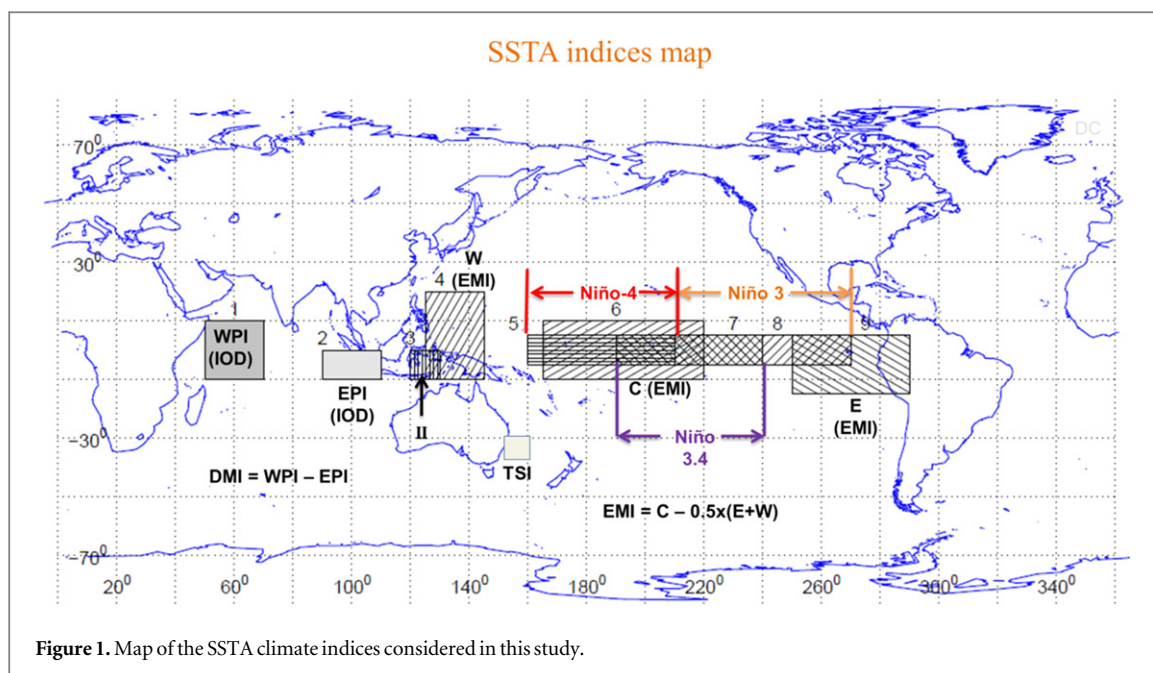 SSTA indices map
DC
70⁰
30⁰
−30⁰
−70⁰
W
(EMI)
4
1
WPI
(IOD)
2
3
EPI
(IOD)
II
TSI
Niño-4
Niño 3
5
6
7
8
9
C (EMI)
E
(EMI)
Niño
3.4
DMI = WPI – EPI
EMI = C – 0.5x(E+W)
20⁰ 60⁰ 100⁰ 140⁰ 180⁰ 220⁰ 260⁰ 300⁰ 340⁰
Figure 1. Map of the SSTA climate indices considered in this study.